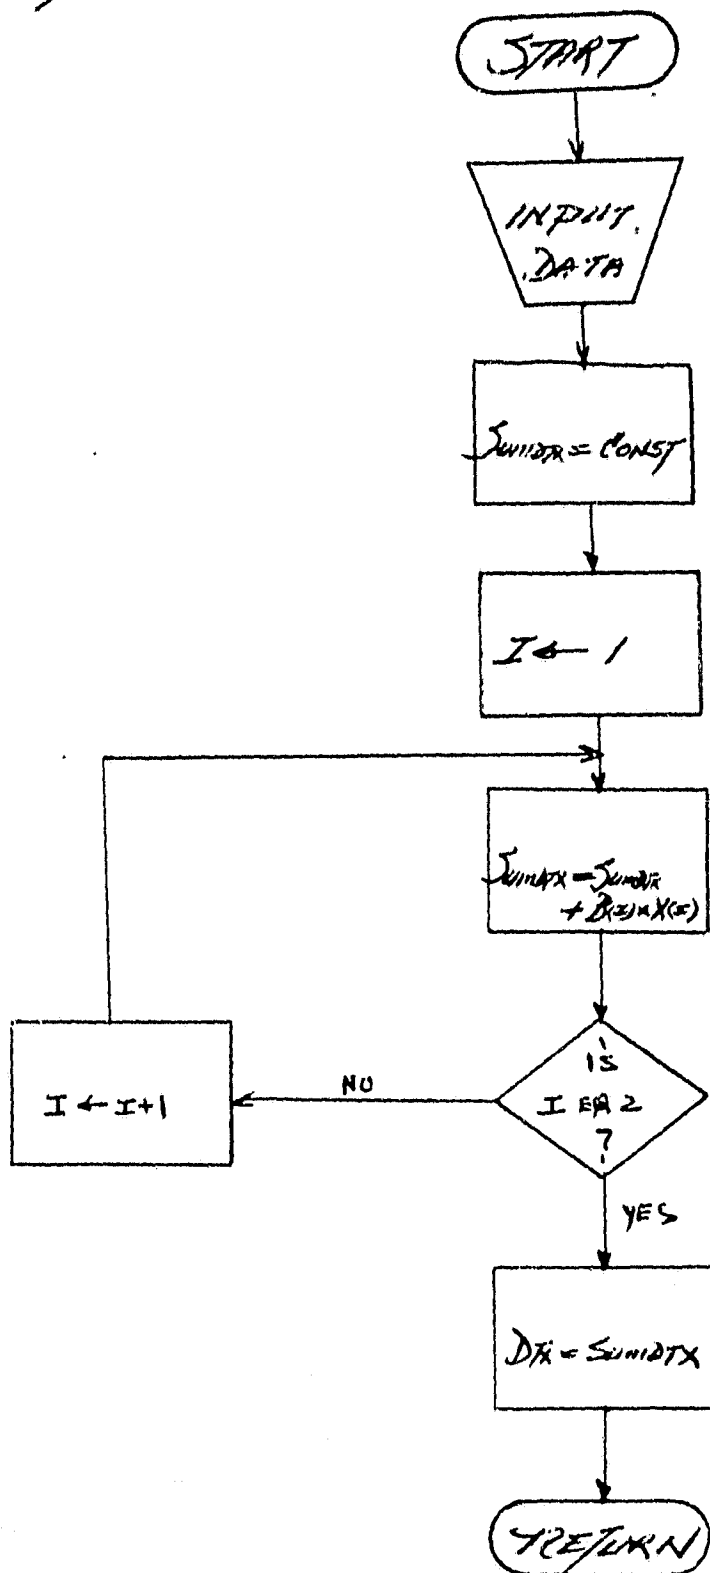 START
INPUT
DATA
SUMDTX = CONST
I ← 1
SUMDTX = SUMDTX
+ B(I) * X(I)
IS
I EQ 2
?
NO
I ← I+1
YES
DTX = SUMDTX
RETURN